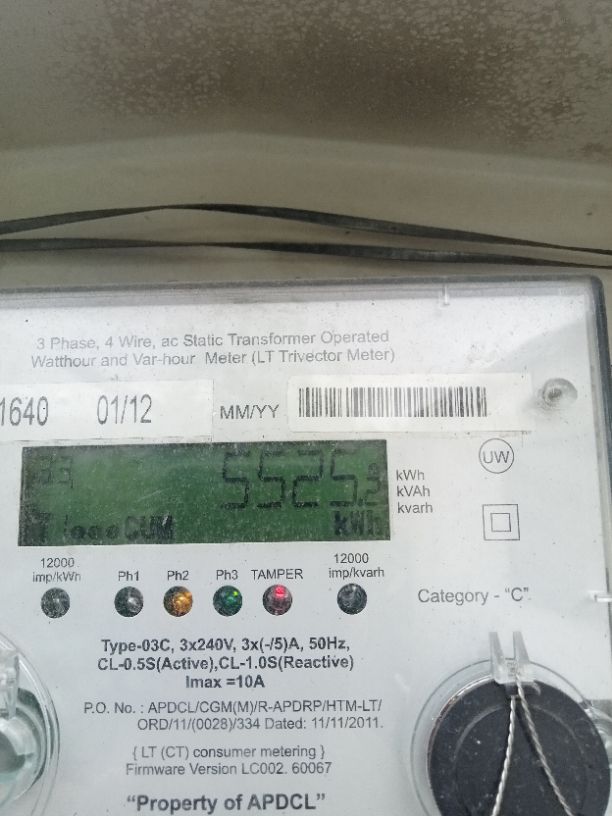 3 Phase, 4 Wire, ac Static Transformer Operated
Watthour and Var-hour Meter (LT Trivector Meter)
1640 01/12 MM/YY
UW
5525.2
kWh
kVAh
kvarh
CUM kWh
12000
imp/kWh
Ph1 Ph2 Ph3 TAMPER
12000
imp/kvarh
Category - "C"
Type-03C, 3x240V, 3x(-/5)A, 50Hz,
CL-0.5S(Active),CL-1.0S(Reactive)
Imax =10A
P.O. No. : APDCL/CGM(M)/R-APDRP/HTM-LT/
ORD/11/(0028)/334 Dated: 11/11/2011.
{ LT (CT) consumer metering }
Firmware Version LC002. 60067
"Property of APDCL"